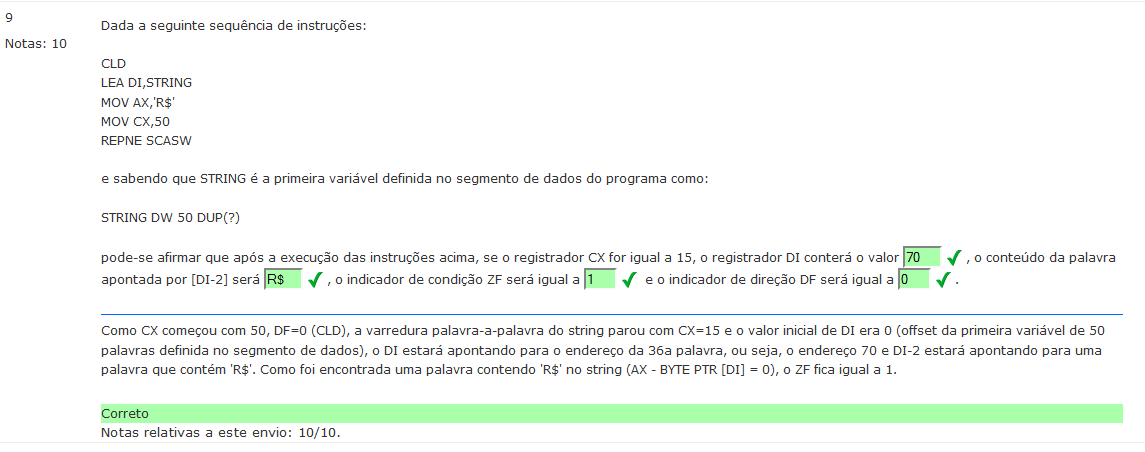 9
Notas: 10
Dada a seguinte sequência de instruções:
CLD
LEA DI,STRING
MOV AX,'R$'
MOV CX,50
REPNE SCASW
e sabendo que STRING é a primeira variável definida no segmento de dados do programa como:
STRING DW 50 DUP(?)
pode-se afirmar que após a execução das instruções acima, se o registrador CX for igual a 15, o registrador DI conterá o valor 70 , o conteúdo da palavra
apontada por [DI-2] será R$ , o indicador de condição ZF será igual a 1 e o indicador de direção DF será igual a 0 .
Como CX começou com 50, DF=0 (CLD), a varredura palavra-a-palavra do string parou com CX=15 e o valor inicial de DI era 0 (offset da primeira variável de 50
palavras definida no segmento de dados), o DI estará apontando para o endereço da 36a palavra, ou seja, o endereço 70 e DI-2 estará apontando para uma
palavra que contém 'R$'. Como foi encontrada uma palavra contendo 'R$' no string (AX - BYTE PTR [DI] = 0), o ZF fica igual a 1.
Correto
Notas relativas a este envio: 10/10.